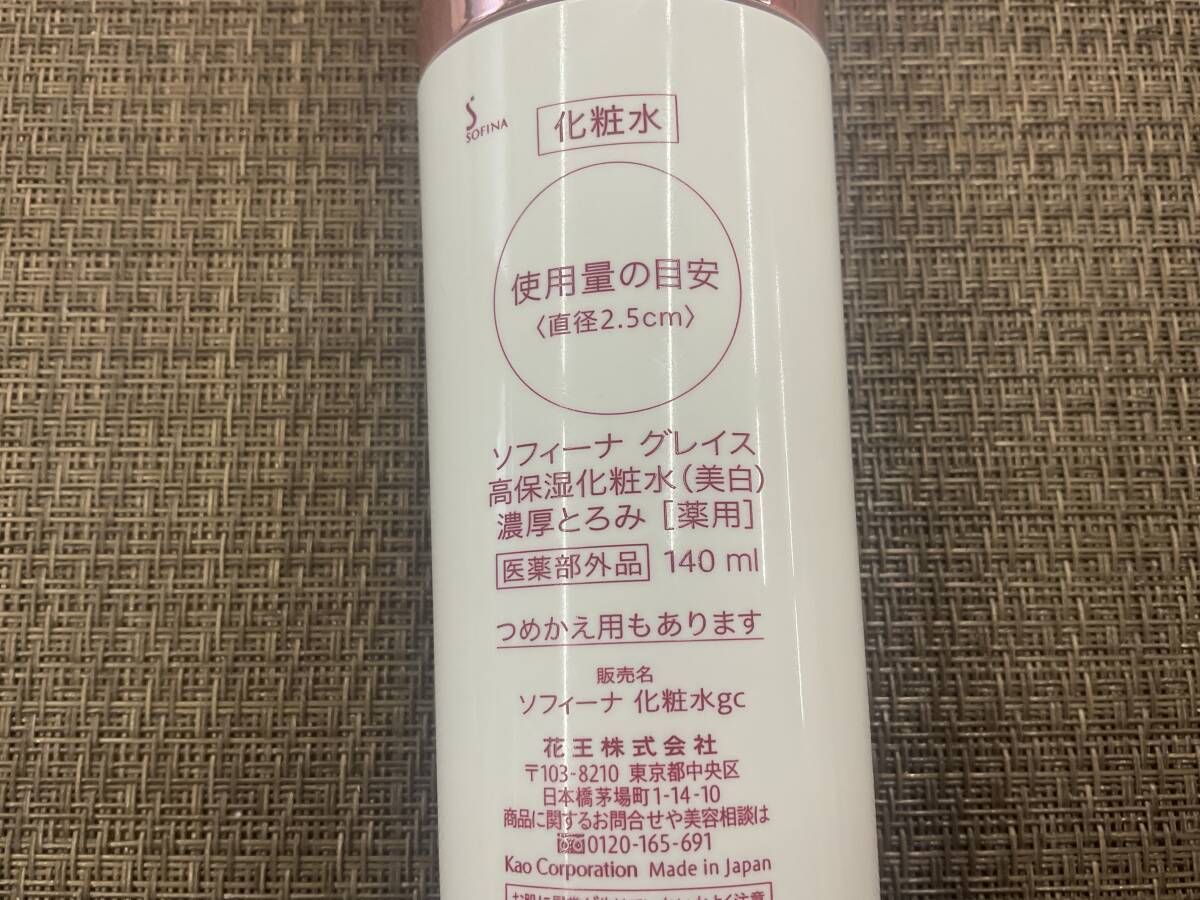 SOFINA
化粧水
使用量の目安
〈直径2.5cm〉
ソフィーナ グレイス
高保湿化粧水(美白)
濃厚とろみ [薬用]
医薬部外品 140 ml
つめかえ用もあります
販売名
ソフィーナ 化粧水gc
花王株式会社
〒103-8210 東京都中央区
日本橋茅場町1-14-10
商品に関するお問合せや美容相談は
0120-165-691
Kao Corporation Made in Japan